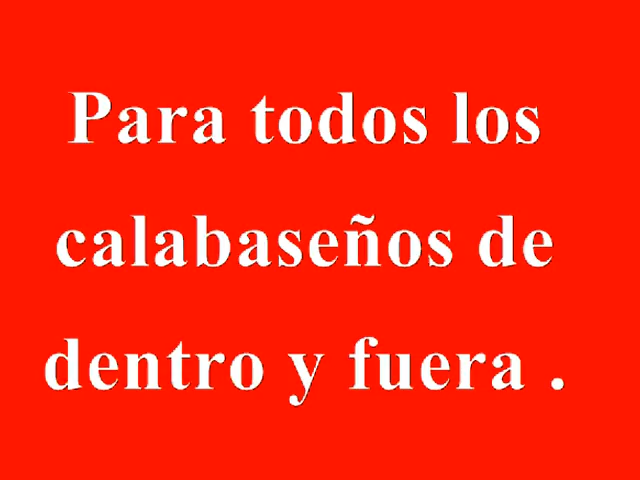 Para todos los
calabaseños de
dentro y fuera .